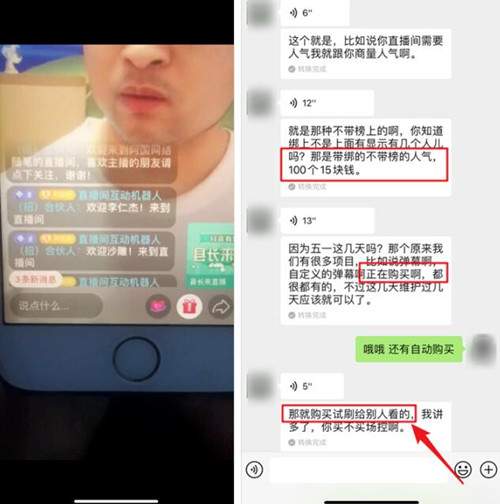 欢迎来到阿国网络
随笔的直播间，喜欢主播的朋友请
点下关注，谢谢！
直播间互动机器人
（招）合伙人：欢迎李仁杰！来到
直播间
直播间互动机器人
（招）合伙人：欢迎沙雕！来到直
播间
3条新消息
县长来
县长来直播
说点什么...
6"
这个就是，比如说你直播间需要
人气我就跟你商量人气啊。
转换完成
12"
就是那种不带榜上的啊，你知道
绑上不是上面有显示有几个人儿
吗？那是带绑的不带榜的人气，
100个15块钱。
转换完成
13"
因为五一这几天吗？那个原来我
们有很多项目，比如说弹幕啊，
自定义的弹幕啊正在购买啊，都
很都有的，不过这几天维护过几
天应该就可以了。
转换完成
哦哦 还有自动购买
5"
那就购买试刷给别人看的，我讲
多了，你买不买场控啊。
转换完成